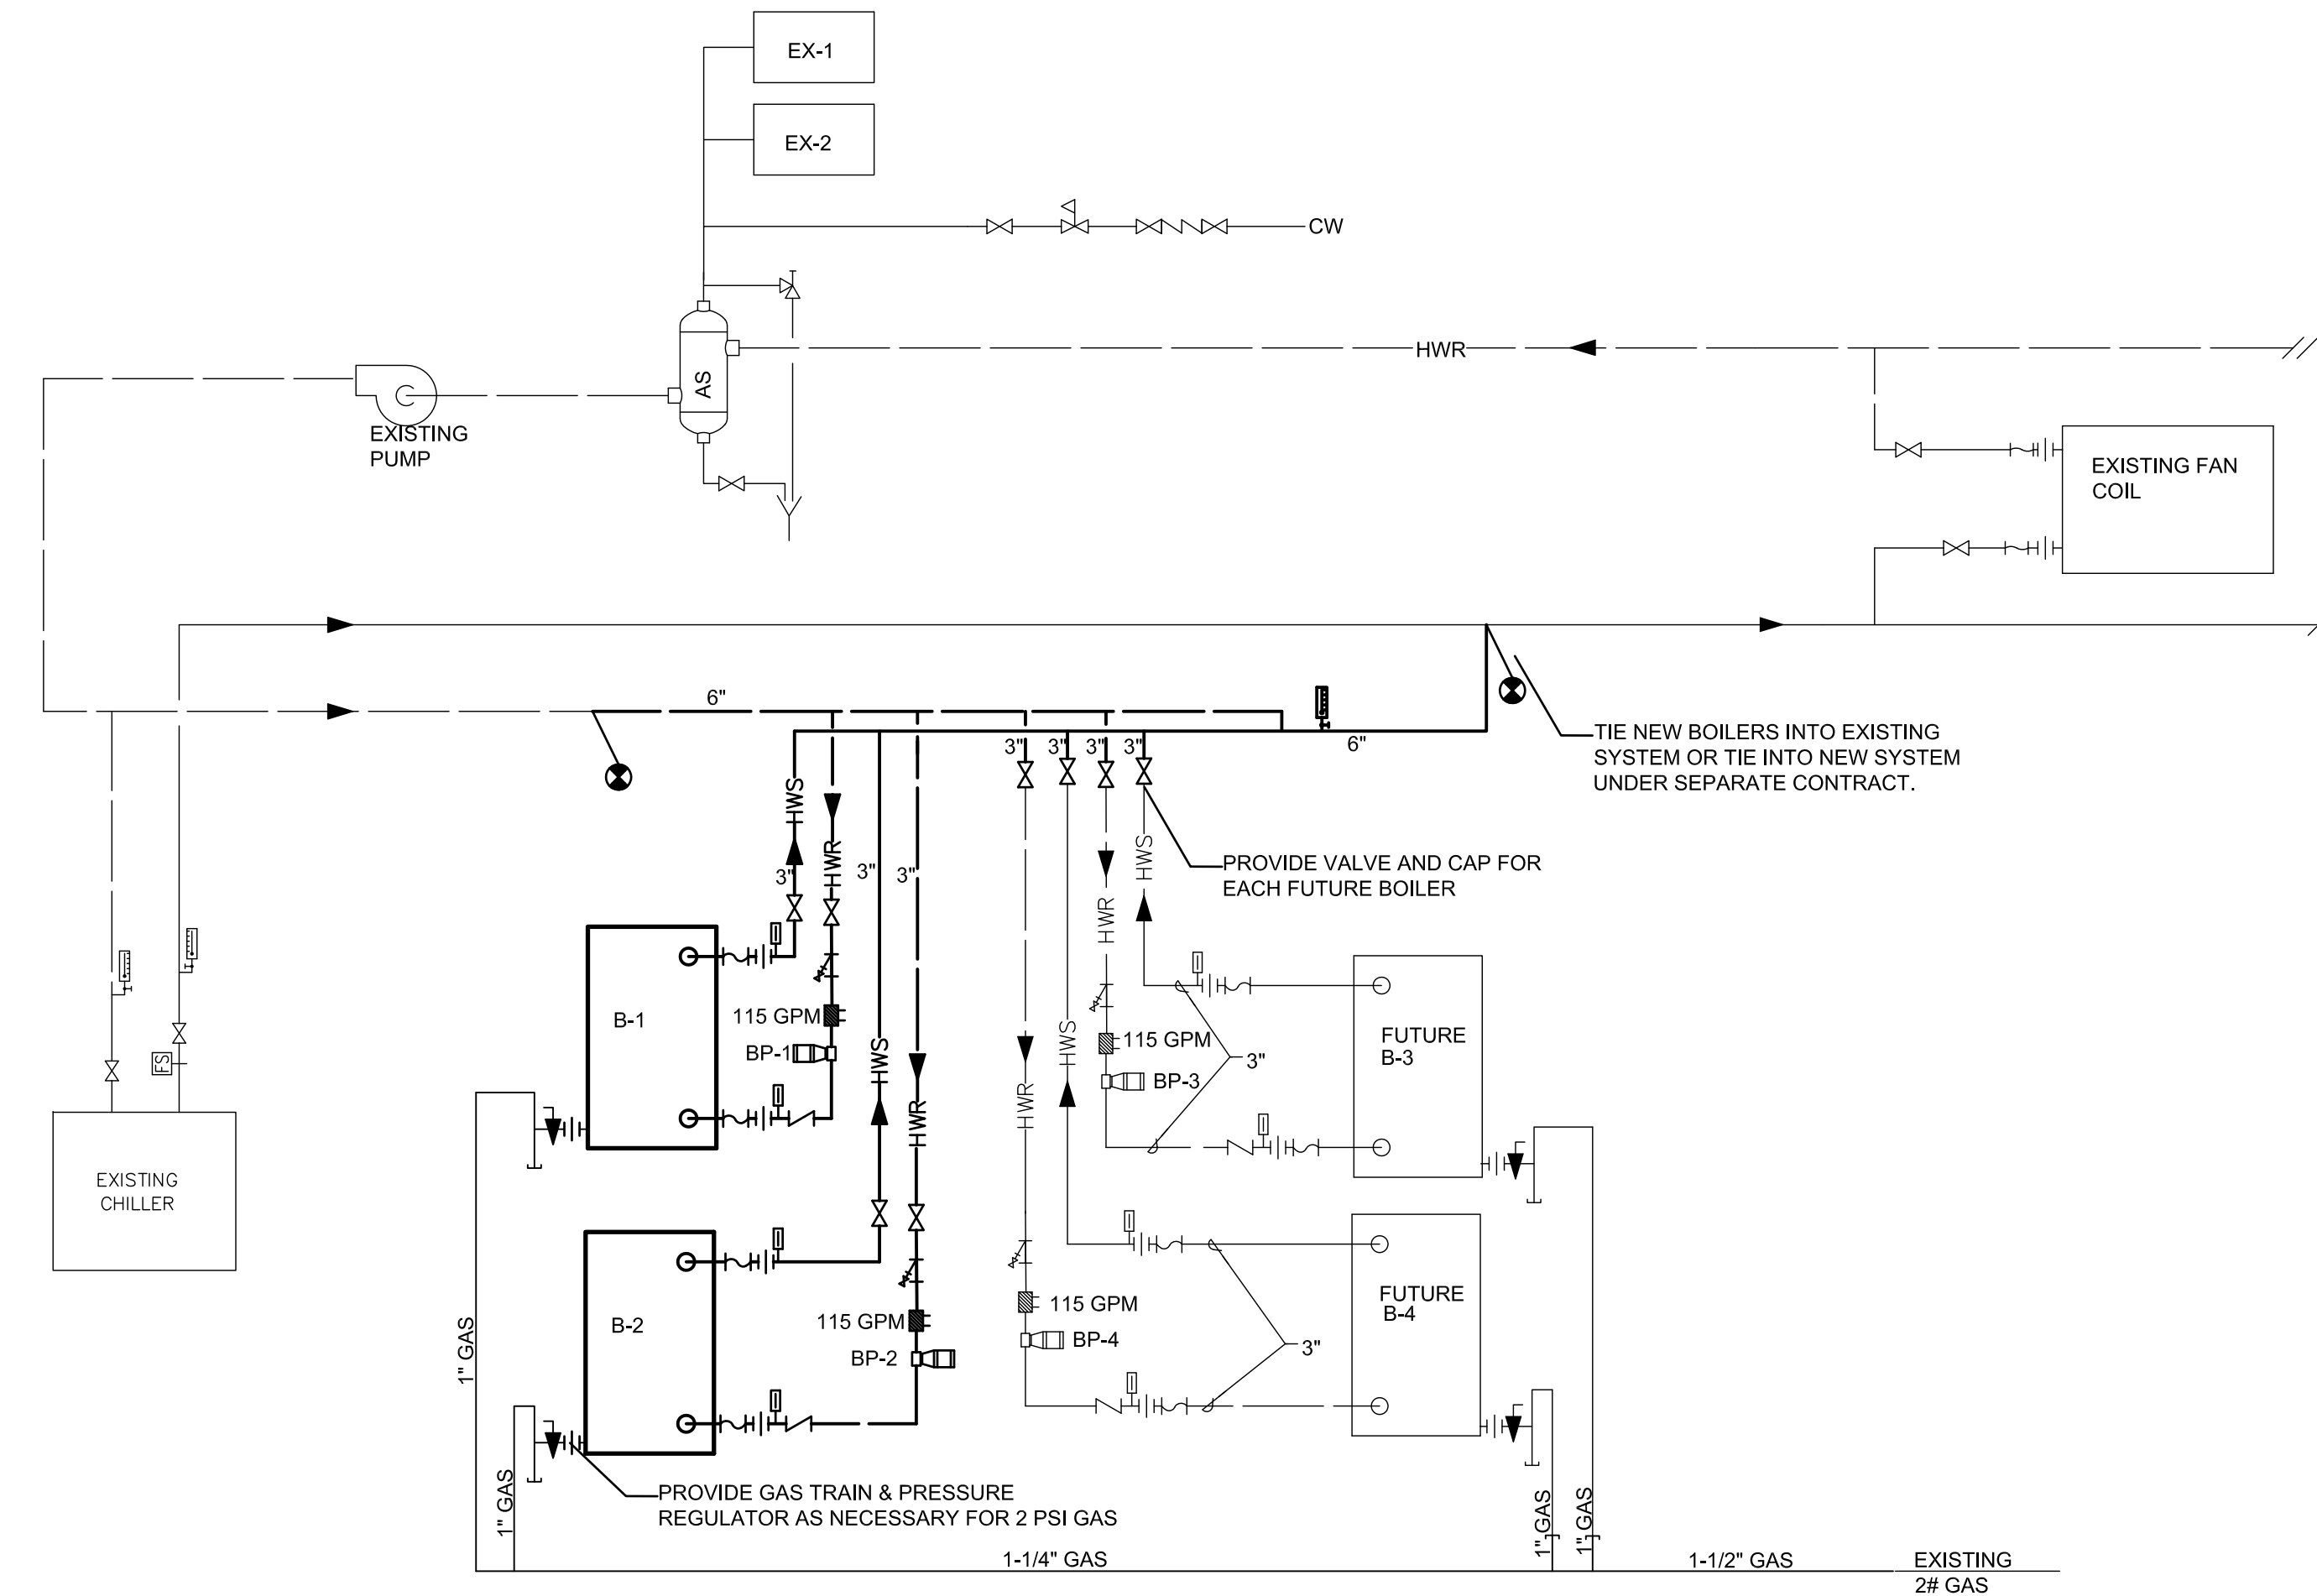 EX-1
EX-2
CW
HWR
AS
EXISTING
PUMP
EXISTING FAN
COIL
6"
3"
3"
3"
3"
6"
TIE NEW BOILERS INTO EXISTING
SYSTEM OR TIE INTO NEW SYSTEM
UNDER SEPARATE CONTRACT.
HWS
HWR
3"
3"
3"
HWS
PROVIDE VALVE AND CAP FOR
EACH FUTURE BOILER
HWR
B-1
115 GPM
BP-1
HWS
HWS
115 GPM
BP-3
3"
FUTURE
B-3
FS
HWR
HWR
EXISTING
CHILLER
B-2
115 GPM
BP-2
115 GPM
BP-4
3"
FUTURE
B-4
1" GAS
1" GAS
PROVIDE GAS TRAIN & PRESSURE
REGULATOR AS NECESSARY FOR 2 PSI GAS
1" GAS
1" GAS
1-1/4" GAS
1-1/2" GAS
EXISTING
2# GAS